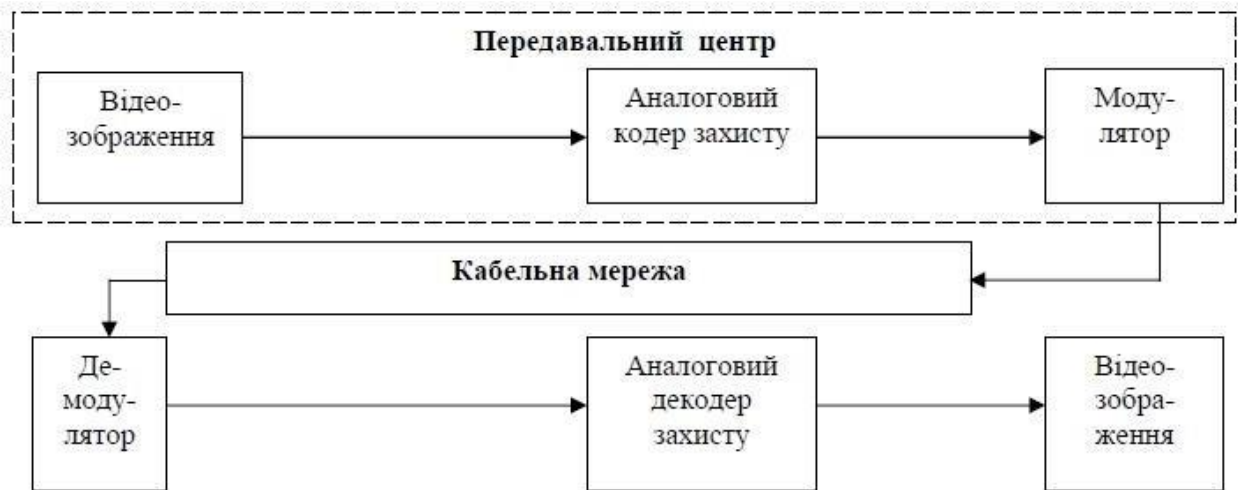 Передавальний центр
Відео-
зображення
Аналоговий
кодер захисту
Моду-
лятор
Кабельна мережа
Де-
моду-
лятор
Аналоговий
декодер
захисту
Відео-
зобра-
ження